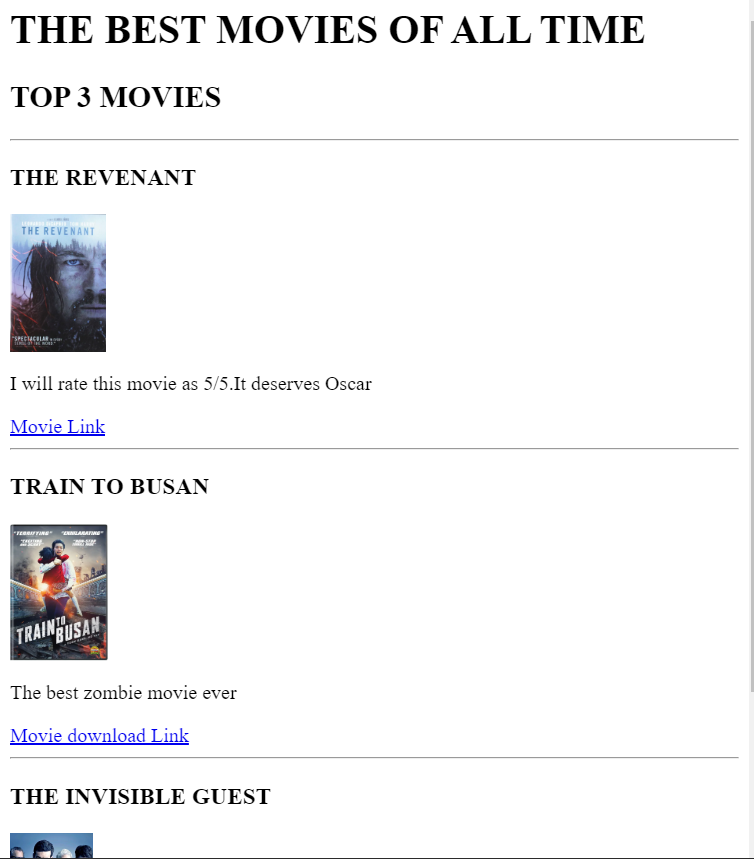 THE BEST MOVIES OF ALL TIME
TOP 3 MOVIES
THE REVENANT
THE REVENANT
"SPECTACULAR
I will rate this movie as 5/5.It deserves Oscar
Movie Link
TRAIN TO BUSAN
"TERRIFYING" "EXHILARATING"
TRAIN TO BUSAN
The best zombie movie ever
Movie download Link
THE INVISIBLE GUEST